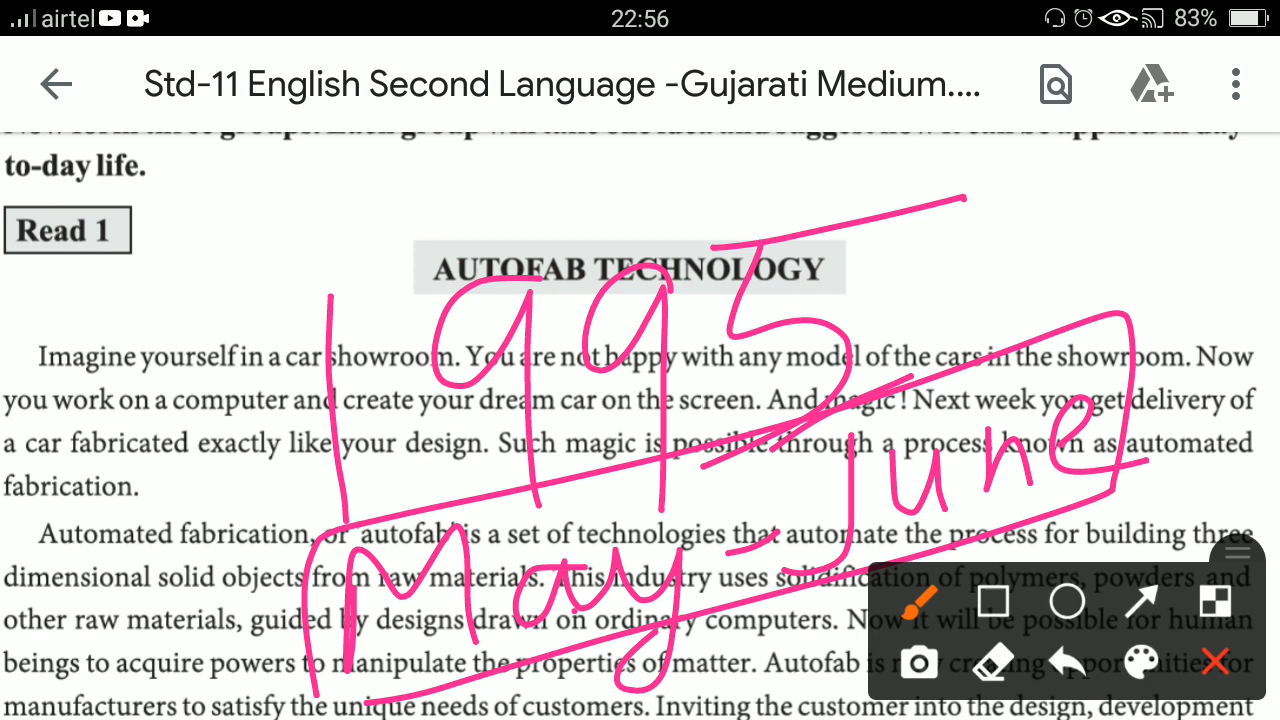 airtel 22:56 83%
Std-11 English Second Language -Gujarati Medium....
to-day life.
Read 1
AUTOFAB TECHNOLOGY
1995
Imagine yourself in a car showroom. You are not happy with any model of the cars in the showroom. Now
you work on a computer and create your dream car on the screen. And magic ! Next week you get delivery of
a car fabricated exactly like your design. Such magic is possible through a process known as automated
fabrication.
May - June
Automated fabrication, or 'autofab' is a set of technologies that automate the process for building three
dimensional solid objects from raw materials. This industry uses solidification of polymers, powders and
other raw materials, guided by designs drawn on ordinary computers. Now it will be possible for human
beings to acquire powers to manipulate the properties of matter. Autofab is now creating opportunities for
manufacturers to satisfy the unique needs of customers. Inviting the customer into the design, development